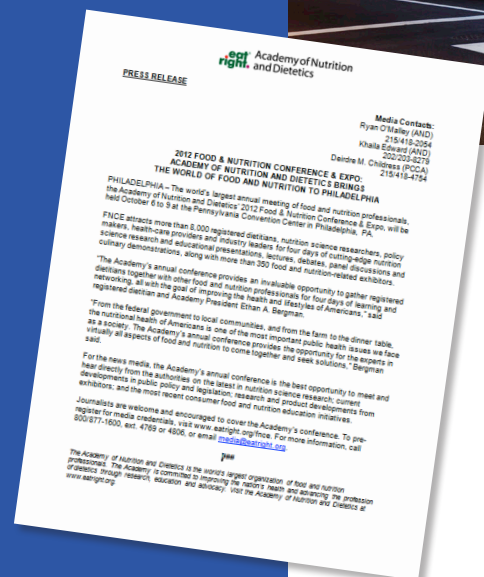 eat right. Academy of Nutrition and Dietetics
PRESS RELEASE
Media Contacts:
Ryan O'Malley (AND)
215/418-2054
Khaila Edward (AND)
202/203-8279
Deirdre M. Childress (PCCA)
215/418-4754
2012 FOOD & NUTRITION CONFERENCE & EXPO:
ACADEMY OF NUTRITION AND DIETETICS BRINGS
THE WORLD OF FOOD AND NUTRITION TO PHILADELPHIA
PHILADELPHIA – The world's largest annual meeting of food and nutrition professionals,
the Academy of Nutrition and Dietetics' 2012 Food & Nutrition Conference & Expo, will be
held October 6 to 9 at the Pennsylvania Convention Center in Philadelphia, PA.
FNCE attracts more than 8,000 registered dietitians, nutrition science researchers, policy
makers, health-care providers and industry leaders for four days of cutting-edge nutrition
science research and educational presentations, lectures, debates, panel discussions and
culinary demonstrations, along with more than 350 food and nutrition-related exhibitors.
"The Academy's annual conference provides an invaluable opportunity to gather registered
dietitians together with other food and nutrition professionals for four days of learning and
networking, all with the goal of improving the health and lifestyles of Americans," said
registered dietitian and Academy President Ethan A. Bergman.
"From the federal government to local communities, and from the farm to the dinner table,
the nutritional health of Americans is one of the most important public health issues we face
as a society. The Academy's annual conference provides the opportunity for the experts in
virtually all aspects of food and nutrition to come together and seek solutions," Bergman
said.
For the news media, the Academy's annual conference is the best opportunity to meet and
hear directly from the authorities on the latest in nutrition science research; current
developments in public policy and legislation; research and product developments from
exhibitors; and the most recent consumer food and nutrition education initiatives.
Journalists are welcome and encouraged to cover the Academy's conference. To pre-
register for media credentials, visit www.eatright.org/fnce. For more information, call
800/877-1600, ext. 4769 or 4806, or email media@eatright.org.
The Academy of Nutrition and Dietetics is the world's largest organization of food and nutrition
professionals. The Academy is committed to improving the nation's health and advancing the profession
of dietetics through research, education and advocacy. Visit the Academy of Nutrition and Dietetics at
www.eatright.org.